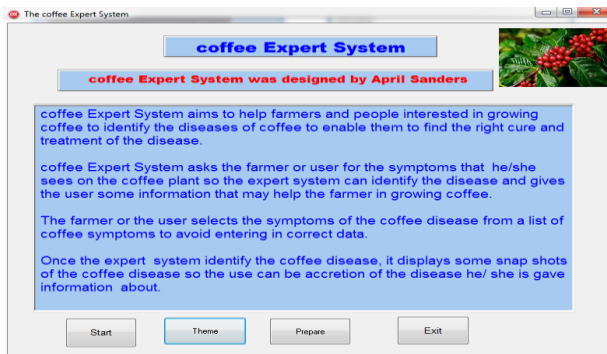 The coffee Expert System
coffee Expert System
coffee Expert System was designed by April Sanders
coffee Expert System aims to help farmers and people interested in growing
coffee to identify the diseases of coffee to enable them to find the right cure and
treatment of the disease.
coffee Expert System asks the farmer or user for the symptoms that he/she
sees on the coffee plant so the expert system can identify the disease and gives
the user some information that may help the farmer in growing coffee.
The farmer or the user selects the symptoms of the coffee disease from a list of
coffee symptoms to avoid entering in correct data.
Once the expert system identify the coffee disease, it displays some snap shots
of the coffee disease so the use can be accretion of the disease he/ she is gave
information about.
Start
Theme
Prepare
Exit